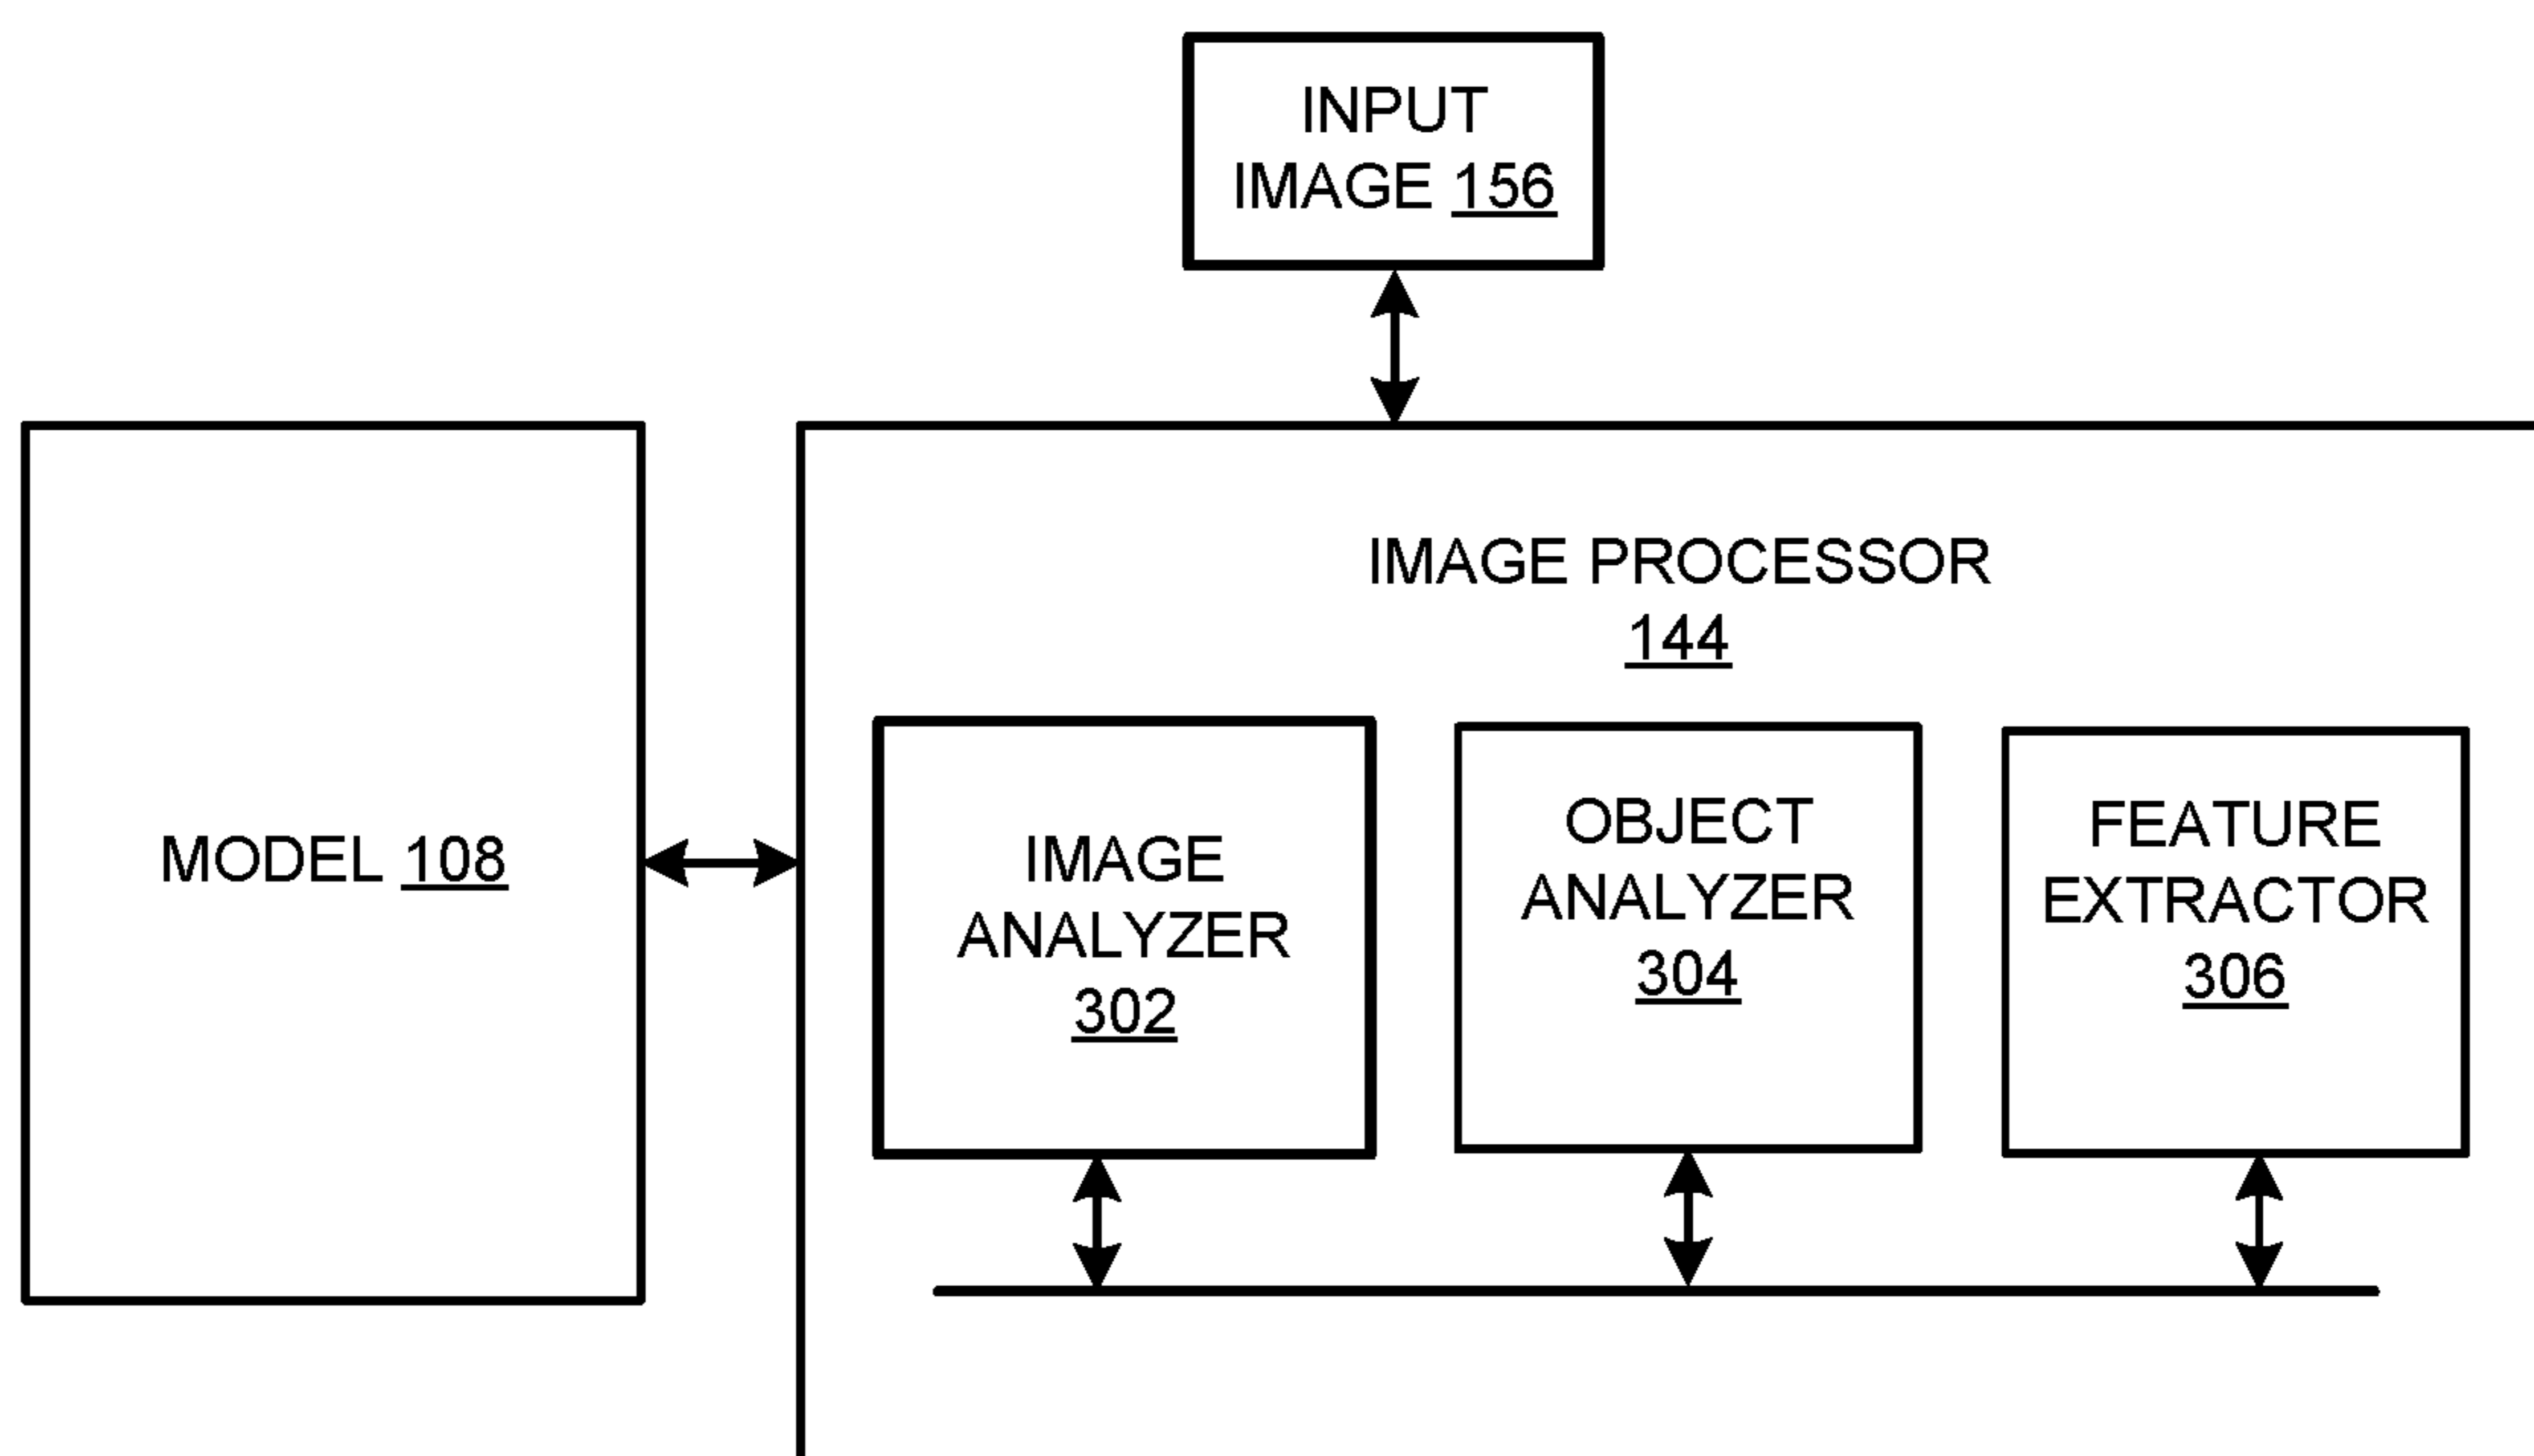 INPUT
IMAGE 156
IMAGE PROCESSOR
144
MODEL 108
IMAGE
ANALYZER
302
OBJECT
ANALYZER
304
FEATURE
EXTRACTOR
306